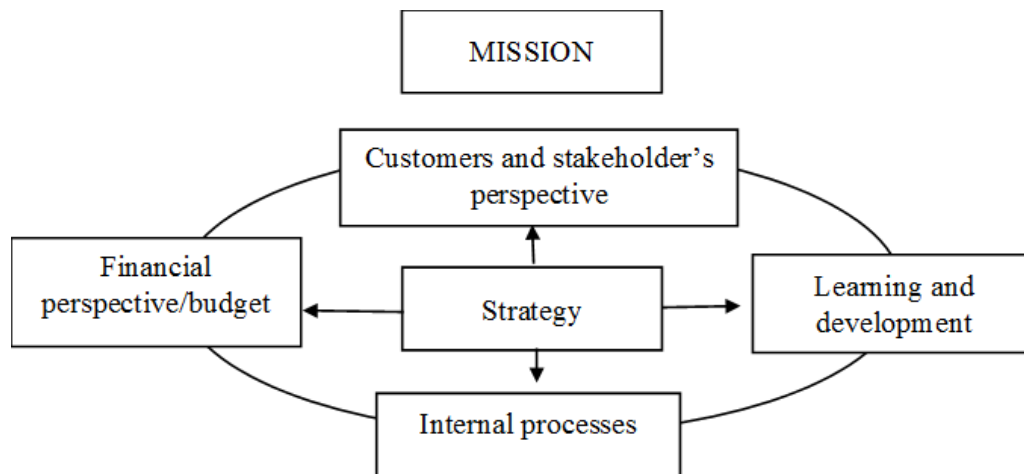 MISSION
Customers and stakeholder’s
perspective
Financial
perspective/budget
Strategy
Learning and
development
Internal processes